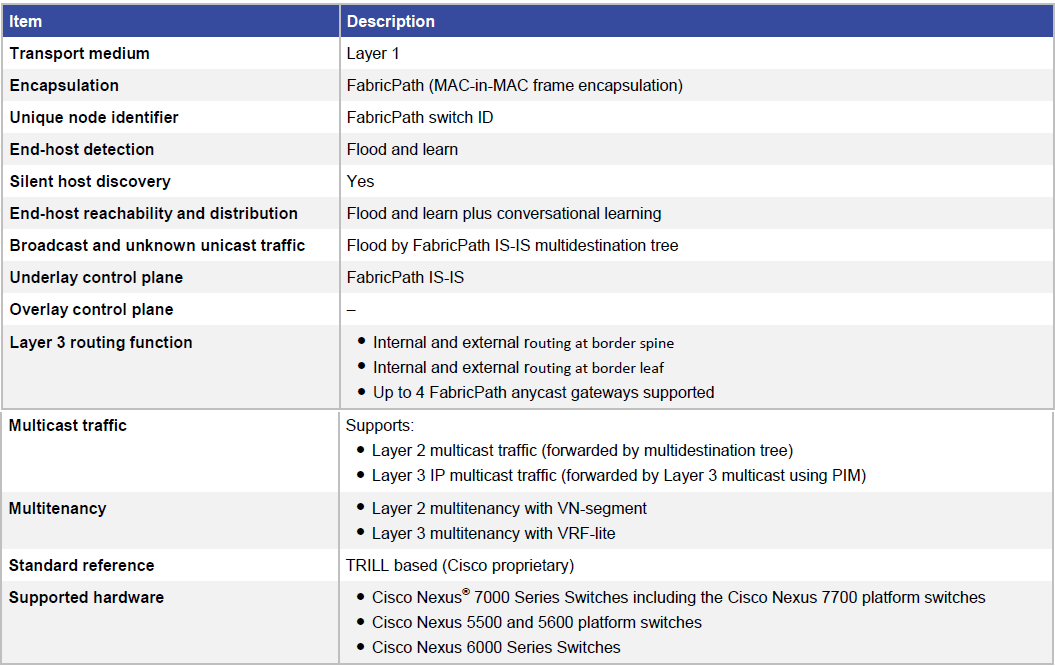 Item Description
Transport medium Layer 1
Encapsulation FabricPath (MAC-in-MAC frame encapsulation)
Unique node identifier FabricPath switch ID
End-host detection Flood and learn
Silent host discovery Yes
End-host reachability and distribution Flood and learn plus conversational learning
Broadcast and unknown unicast traffic Flood by FabricPath IS-IS multidestination tree
Underlay control plane FabricPath IS-IS
Overlay control plane –
Layer 3 routing function • Internal and external routing at border spine
• Internal and external routing at border leaf
• Up to 4 FabricPath anycast gateways supported
Multicast traffic Supports:
• Layer 2 multicast traffic (forwarded by multidestination tree)
• Layer 3 IP multicast traffic (forwarded by Layer 3 multicast using PIM)
Multitenancy • Layer 2 multitenancy with VN-segment
• Layer 3 multitenancy with VRF-lite
Standard reference TRILL based (Cisco proprietary)
Supported hardware • Cisco Nexus® 7000 Series Switches including the Cisco Nexus 7700 platform switches
• Cisco Nexus 5500 and 5600 platform switches
• Cisco Nexus 6000 Series Switches